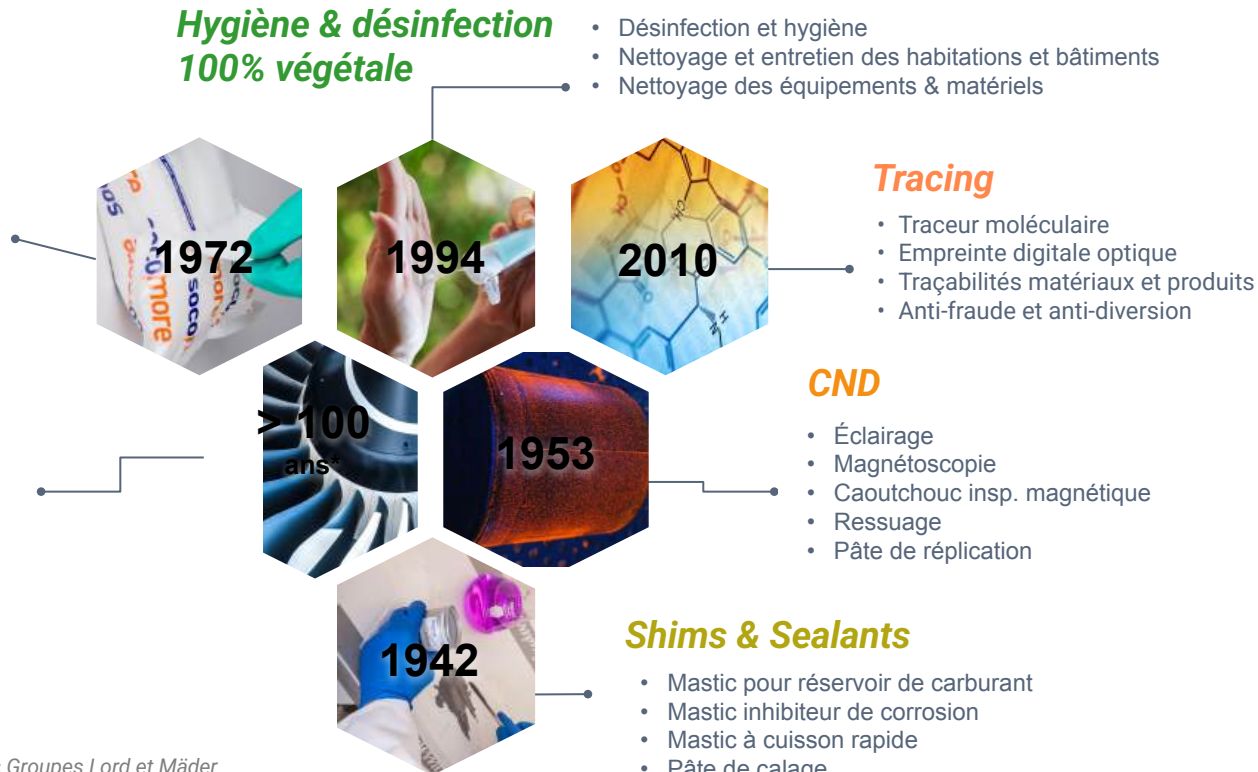 Hygiène & désinfection
100% végétale
• Désinfection et hygiène
• Nettoyage et entretien des habitations et bâtiments
• Nettoyage des équipements & matériels
1972
1994
2010
Tracing
• Traceur moléculaire
• Empreinte digitale optique
• Traçabilités matériaux et produits
• Anti-fraude et anti-diversion
> 100
ans*
1953
CND
• Éclairage
• Magnétoscopie
• Caoutchouc insp. magnétique
• Ressuage
• Pâte de réplication
1942
Shims & Sealants
• Mastic pour réservoir de carburant
• Mastic inhibiteur de corrosion
• Mastic à cuisson rapide
• Pâte de calage
Groupes Lord et Mäder